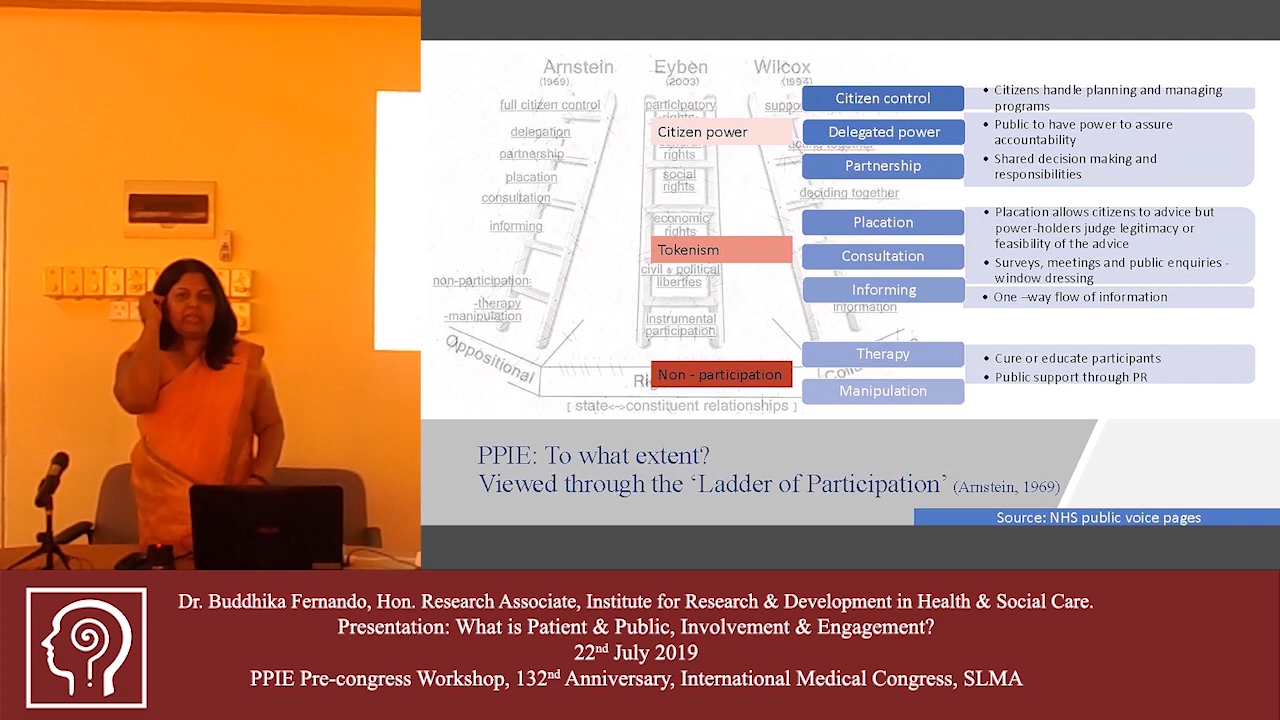 Arnstein
(1969)
full citizen control
delegation
partnership
placation
consultation
informing
non-participation:
-therapy
-manipulation
Eyben
(2003)
participatory
rights
rights
social
rights
economic
civil & political
liberties
instrumental
participation
Wilcox
(1994)
deciding together
information
Oppositional
[ state<->constituent relationships ]
Citizen power
Tokenism
Non - participation
Citizen control
Delegated power
Partnership
Placation
Consultation
Informing
Therapy
Manipulation
• Citizens handle planning and managing
programs
• Public to have power to assure
accountability
• Shared decision making and
responsibilities
• Placation allows citizens to advice but
power-holders judge legitimacy or
feasibility of the advice
• Surveys, meetings and public enquiries -
window dressing
• One –way flow of information
• Cure or educate participants
• Public support through PR
PPIE: To what extent?
Viewed through the ‘Ladder of Participation’ (Arnstein, 1969)
Source: NHS public voice pages
Dr. Buddhika Fernando, Hon. Research Associate, Institute for Research & Development in Health & Social Care.
Presentation: What is Patient & Public, Involvement & Engagement?
22nd July 2019
PPIE Pre-congress Workshop, 132nd Anniversary, International Medical Congress, SLMA